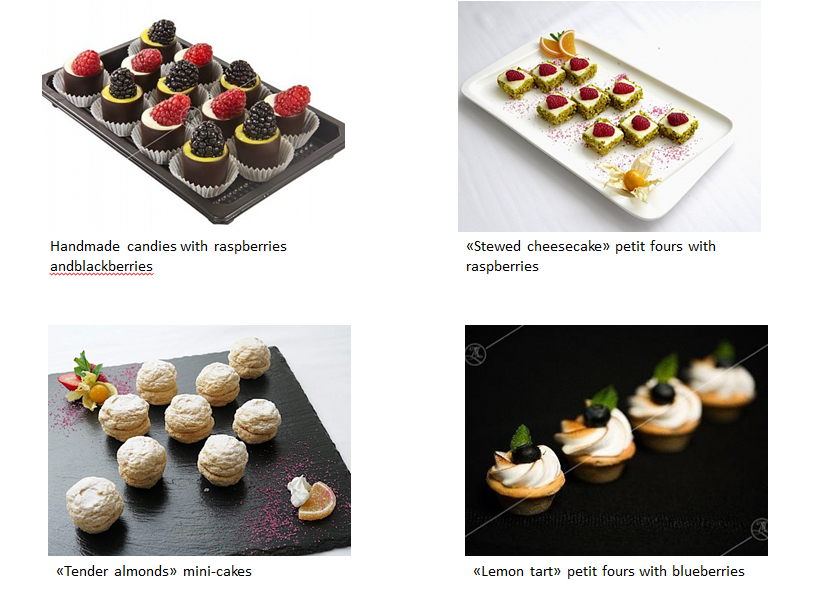 Handmade candies with raspberries
andblackberries
«Stewed cheesecake» petit fours with
raspberries
«Tender almonds» mini-cakes
«Lemon tart» petit fours with blueberries